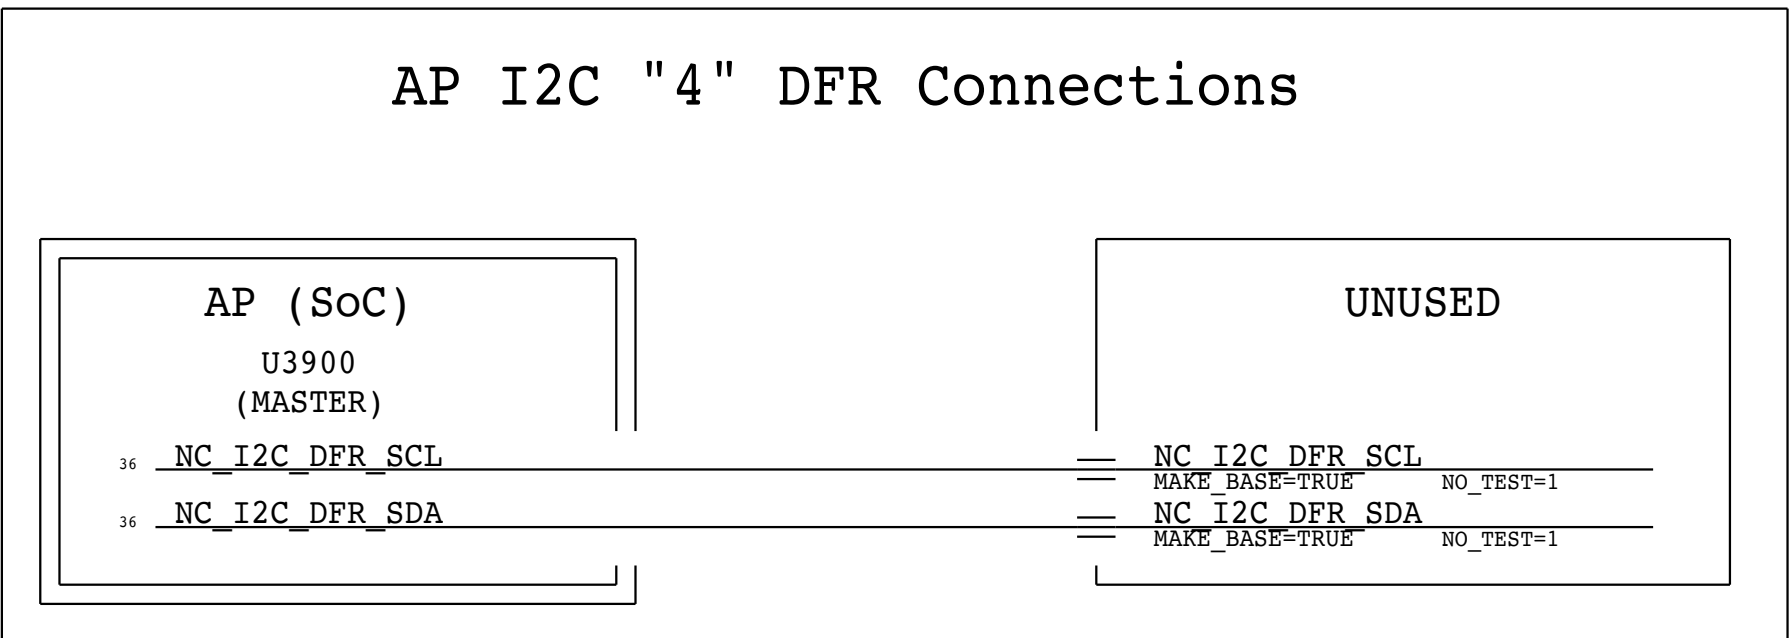 AP I2C "4" DFR Connections
AP (SoC)
U3900
(MASTER)
36 NC_I2C_DFR_SCL
36 NC_I2C_DFR_SDA
UNUSED
NC_I2C_DFR_SCL
MAKE_BASE=TRUE NO_TEST=1
NC_I2C_DFR_SDA
MAKE_BASE=TRUE NO_TEST=1